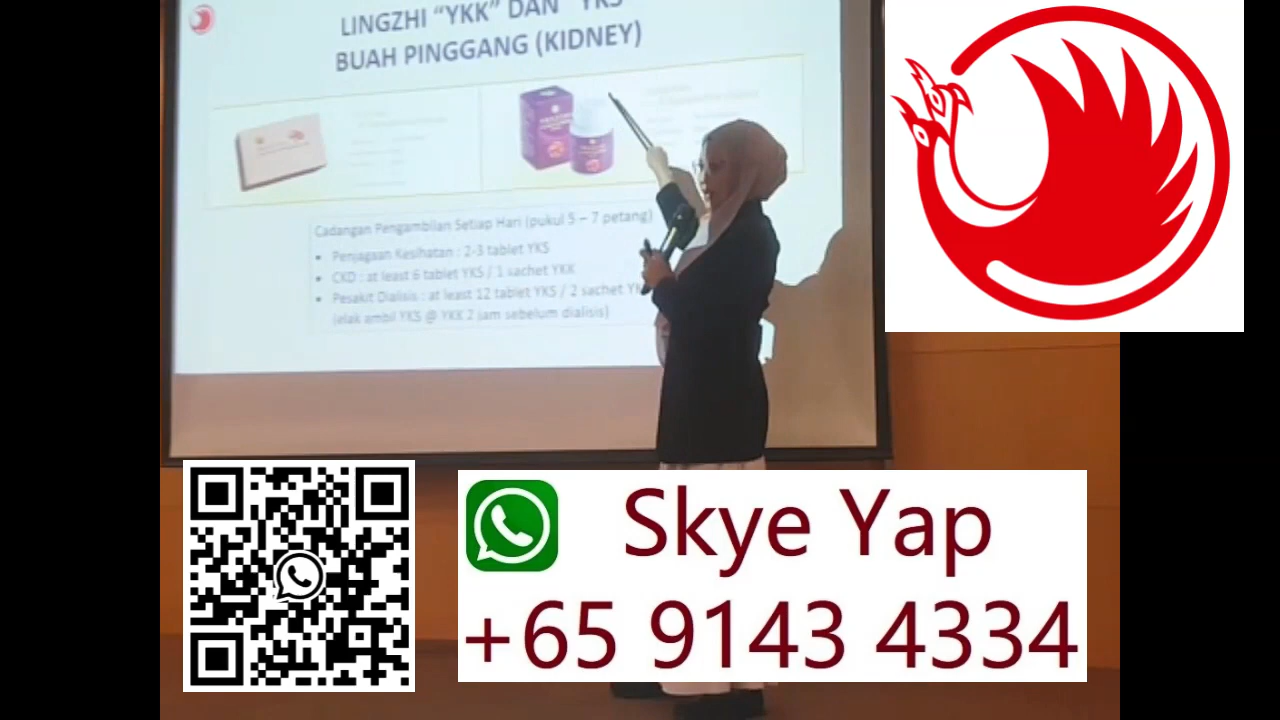 LINGZHI “YKK” DAN “YKS
BUAH PINGGANG (KIDNEY)
Cadangan Pengambilan Setiap Hari (pukul 5 – 7 petang)
• Penjagaan Kesihatan : 2-3 tablet YKS
• CKD : at least 6 tablet YKS / 1 sachet YKK
• Pesakit Dialisis : at least 12 tablet YKS / 2 sachet
(elak ambil YKS @ YKK 2 jam sebelum dialisis)
Skye Yap
+65 9143 4334